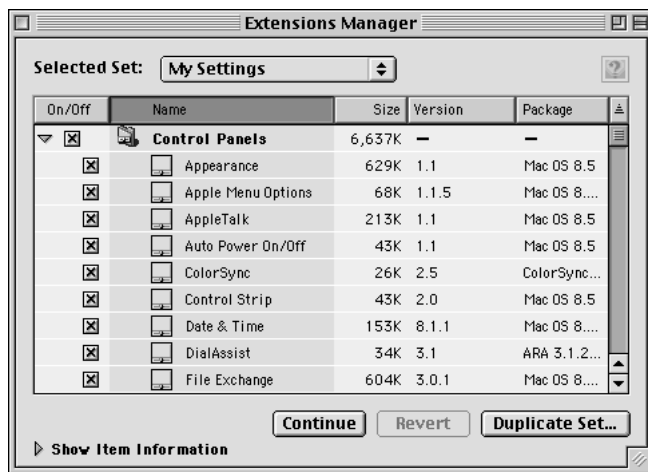 Extensions Manager
Selected Set: My Settings
On/Off Name Size Version Package
Control Panels 6,637K – –
Appearance 629K 1.1 Mac OS 8.5
Apple Menu Options 68K 1.1.5 Mac OS 8....
AppleTalk 213K 1.1 Mac OS 8.5
Auto Power On/Off 43K 1.1 Mac OS 8.5
ColorSync 26K 2.5 ColorSync...
Control Strip 43K 2.0 Mac OS 8.5
Date & Time 153K 8.1.1 Mac OS 8....
DialAssist 34K 3.1 ARA 3.1.2...
File Exchange 604K 3.0.1 Mac OS 8....
Continue Revert Duplicate Set...
Show Item Information